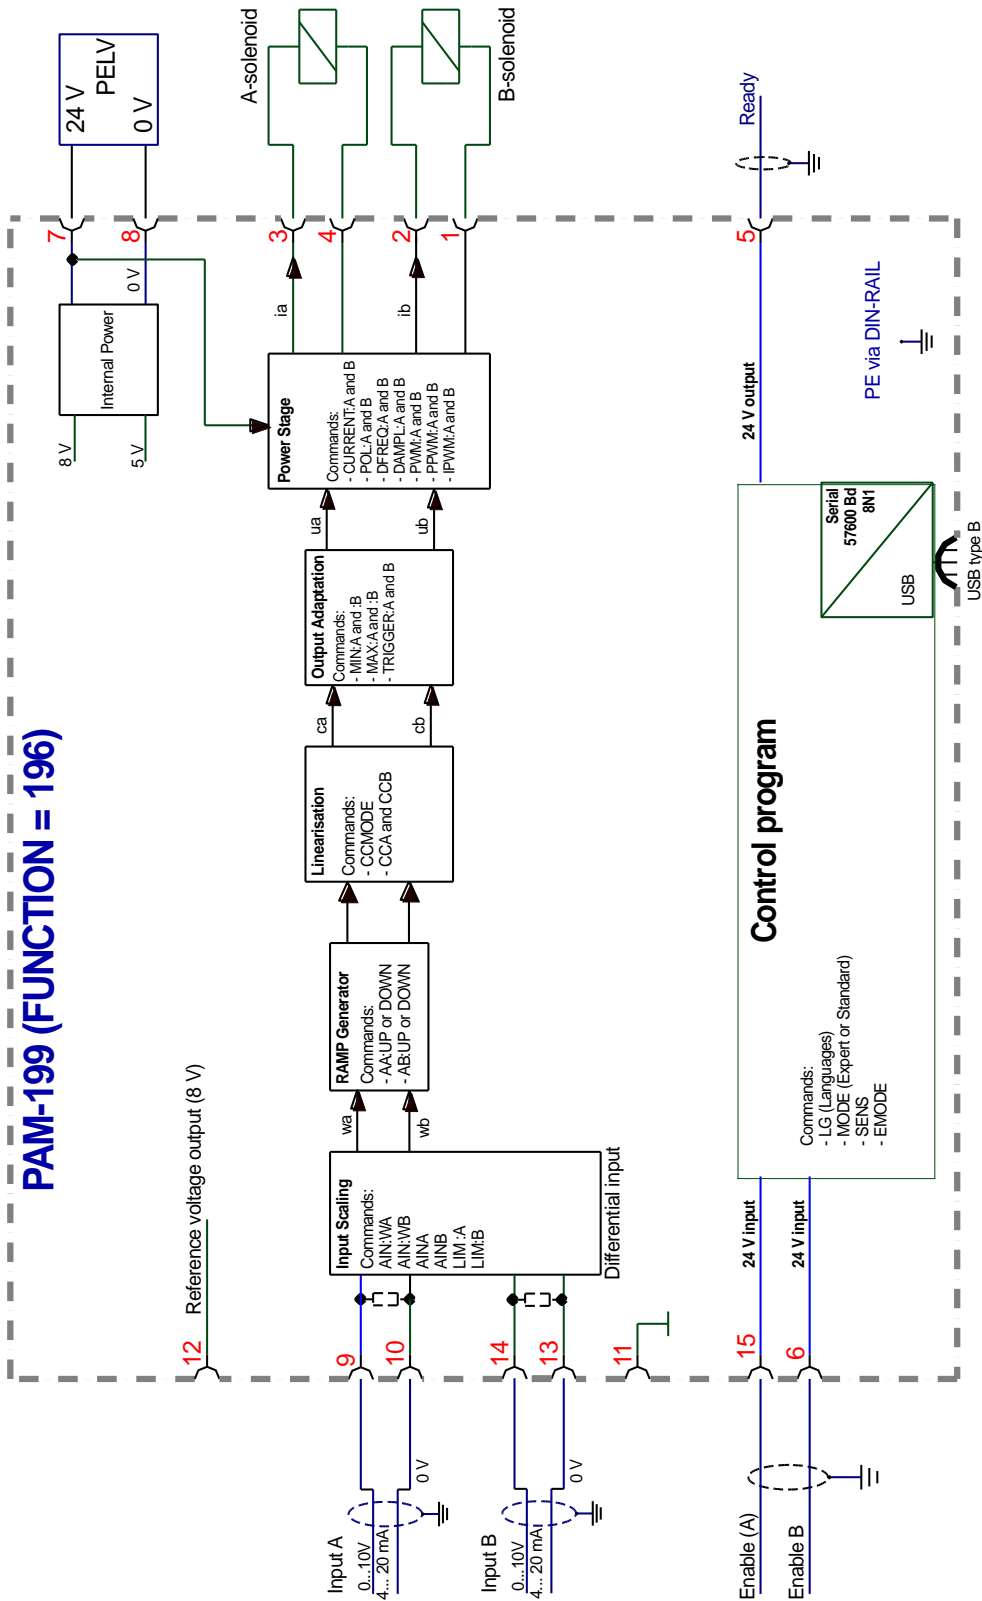 PAM-199 (FUNCTION = 196)
12
Reference voltage output (8 V)
8 V
5 V
Internal Power
0 V
7
8
24 V
PELV
0 V
Input A
0...10V
4... 20 mA
0 V
9
10
Input B
0...10V
4... 20 mA
0 V
14
13
11
Input Scaling
Commands:
AIN:WA
AIN:WB
AINA
AINB
LIM:A
LIM:B
Differential input
wa
wb
RAMP Generator
Commands:
- AA:UP or DOWN
- AB:UP or DOWN
Linearisation
Commands:
- CCMODE
- CCA and CCB
ca
cb
Output Adaptation
Commands:
- MIN:A and :B
- MAX:A and :B
- TRIGGER:A and B
ua
ub
Power Stage
Commands:
- CURRENT:A and B
- POL:A and B
- DFREQ:A and B
- DAMPL:A and B
- PWM:A and B
- PPWM:A and B
- IPWM:A and B
ia
ib
3
4
2
1
A-solenoid
B-solenoid
Enable (A)
Enable B
15
6
24 V input
24 V input
Control program
Commands:
- LG (Languages)
- MODE (Expert or Standard)
- SENS
- EMODE
Serial
57600 Bd
8N1
USB
USB type B
24 V output
5
Ready
PE via DIN-RAIL